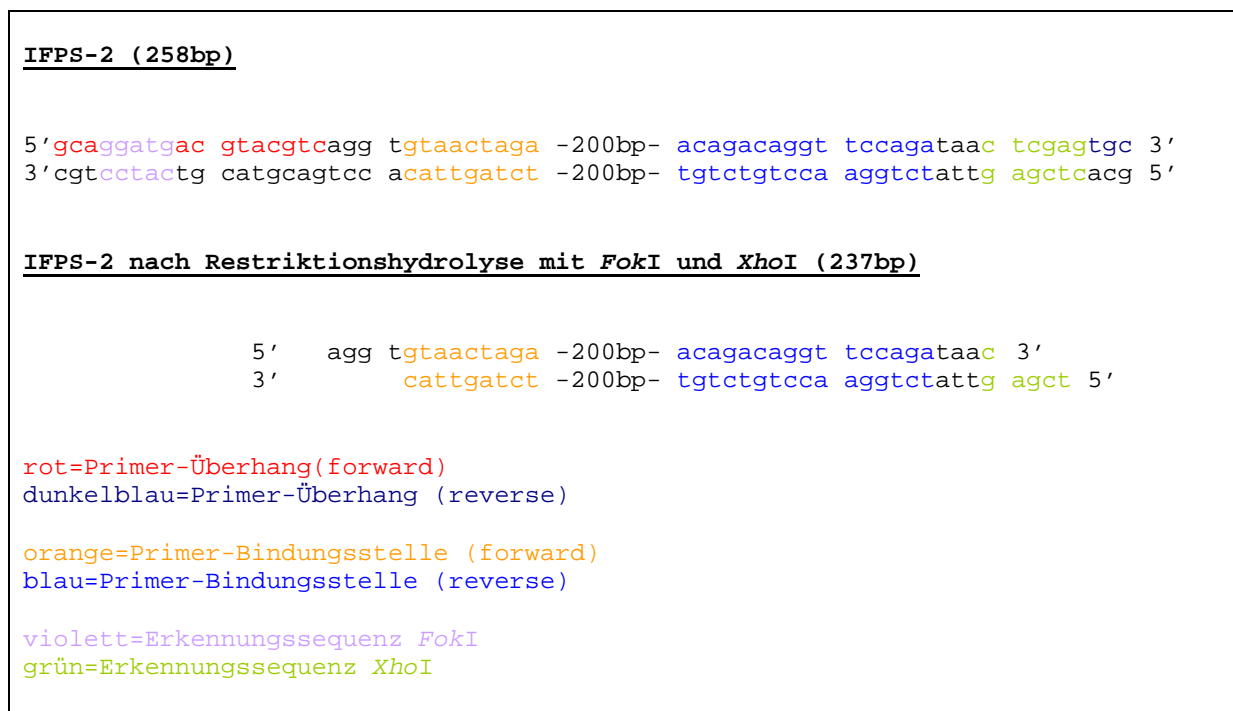 IFPS-2 (258bp)
5’gcaggatgac gtacgtcagg tgtaactaga -200bp- acagacaggt tccagataac tcgagtgc 3’
3’cgtcctactg catgcagtcc acattgatct -200bp- tgtctgtcca aggtctattg agctcacg 5’
IFPS-2 nach Restriktionshydrolyse mit FokI und XhoI (237bp)
5’ agg tgtaactaga -200bp- acagacaggt tccagataac 3’
3’ cattgatct -200bp- tgtctgtcca aggtctattg agct 5’
rot=Primer-Überhang(forward)
dunkelblau=Primer-Überhang (reverse)
orange=Primer-Bindungsstelle (forward)
blau=Primer-Bindungsstelle (reverse)
violett=Erkennungssequenz FokI
grün=Erkennungssequenz XhoI